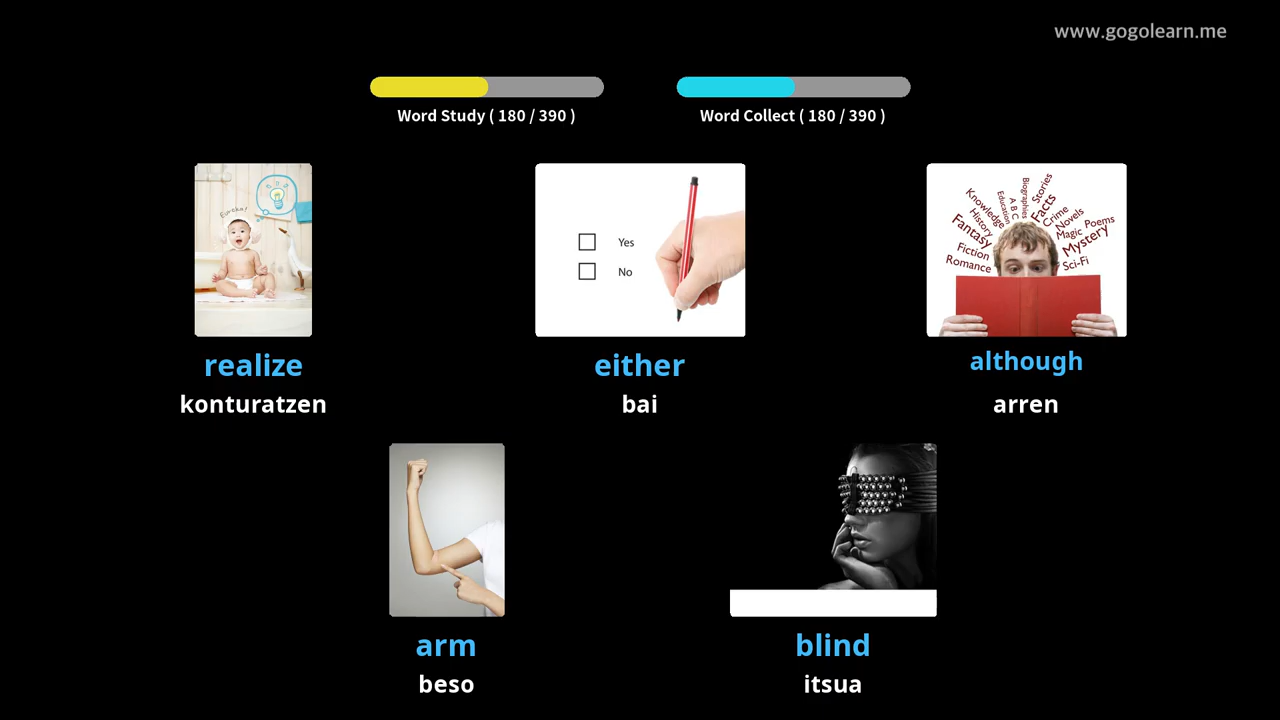 www.gogolearn.me
Word Study ( 180 / 390 )
Word Collect ( 180 / 390 )
Eureka!
Yes
No
Knowledge
History
Fantasy
Fiction
Romance
Education
A B C
Biographies
Stories
Facts
Crime
Novels
Magic
Poems
Mystery
Sci-Fi
realize
either
although
konturatzen
bai
arren
arm
blind
beso
itsua